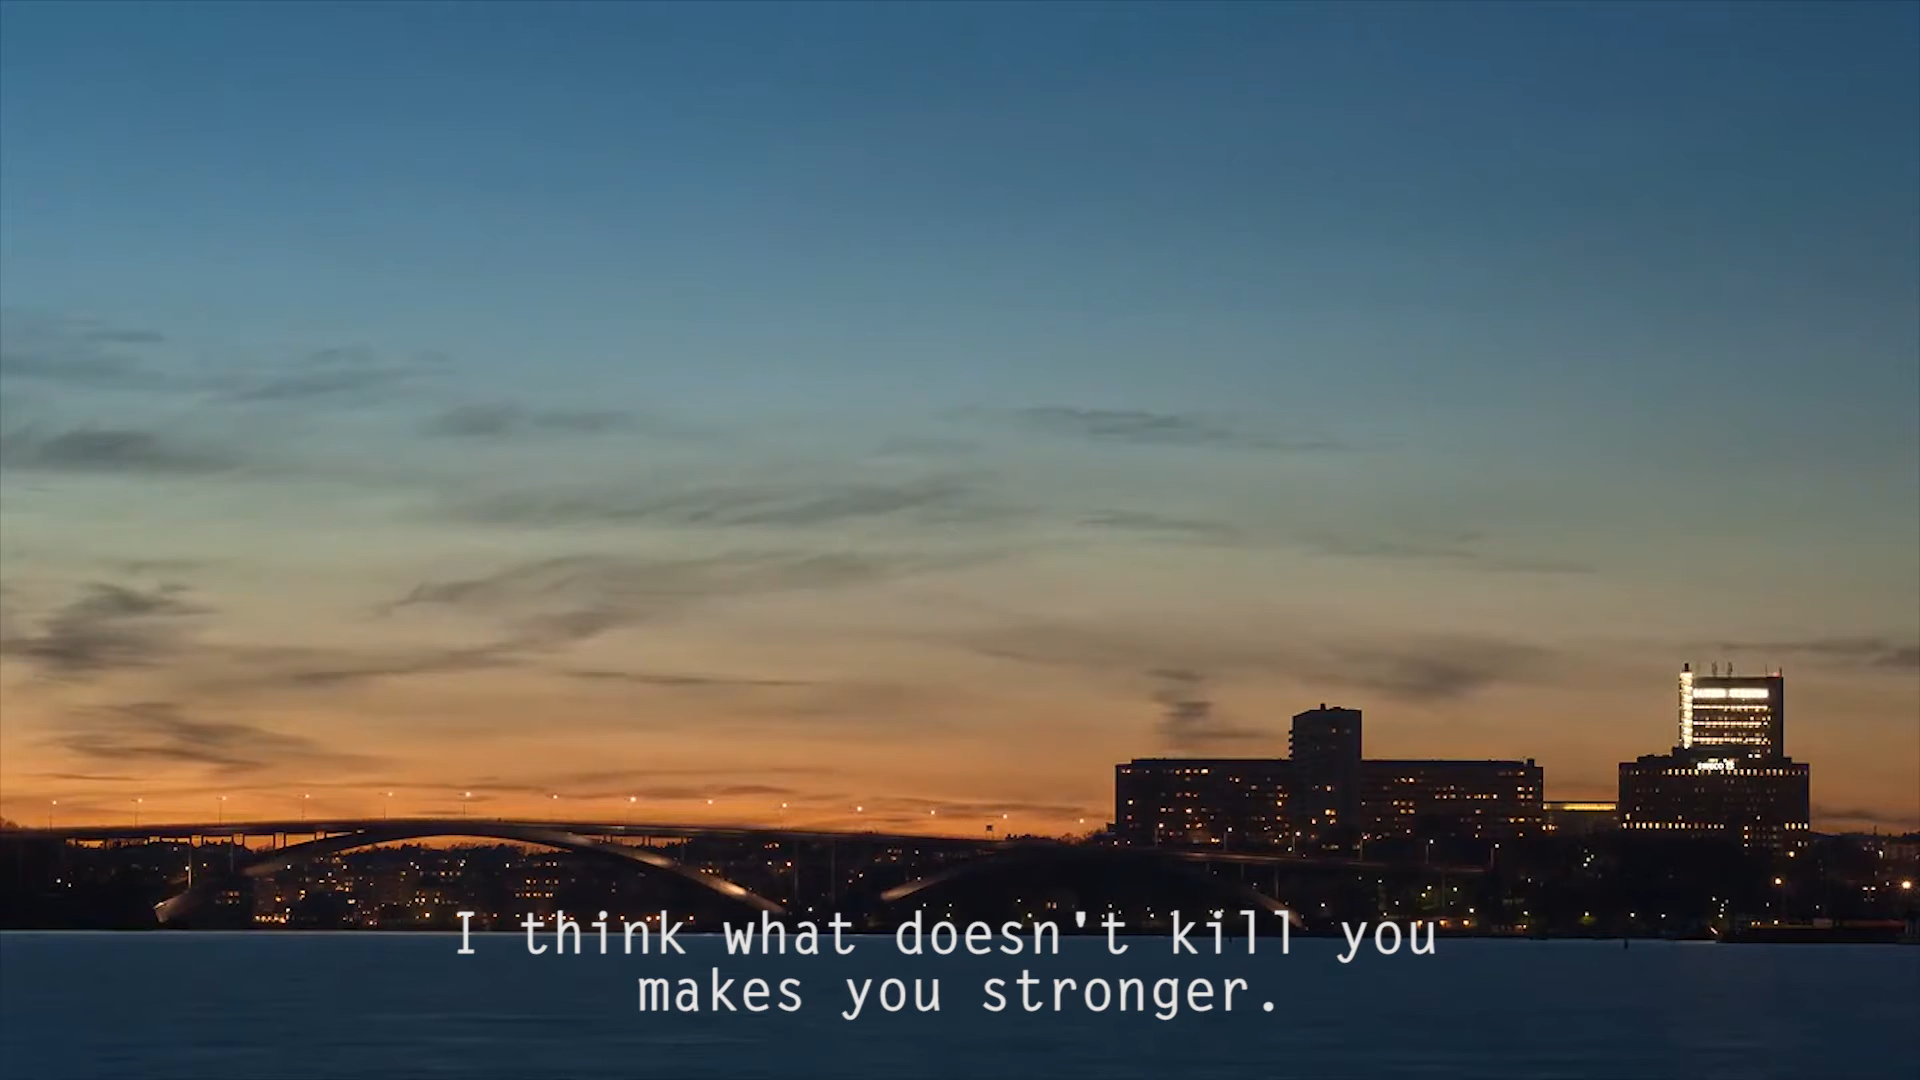 I think what doesn't kill you
makes you stronger.